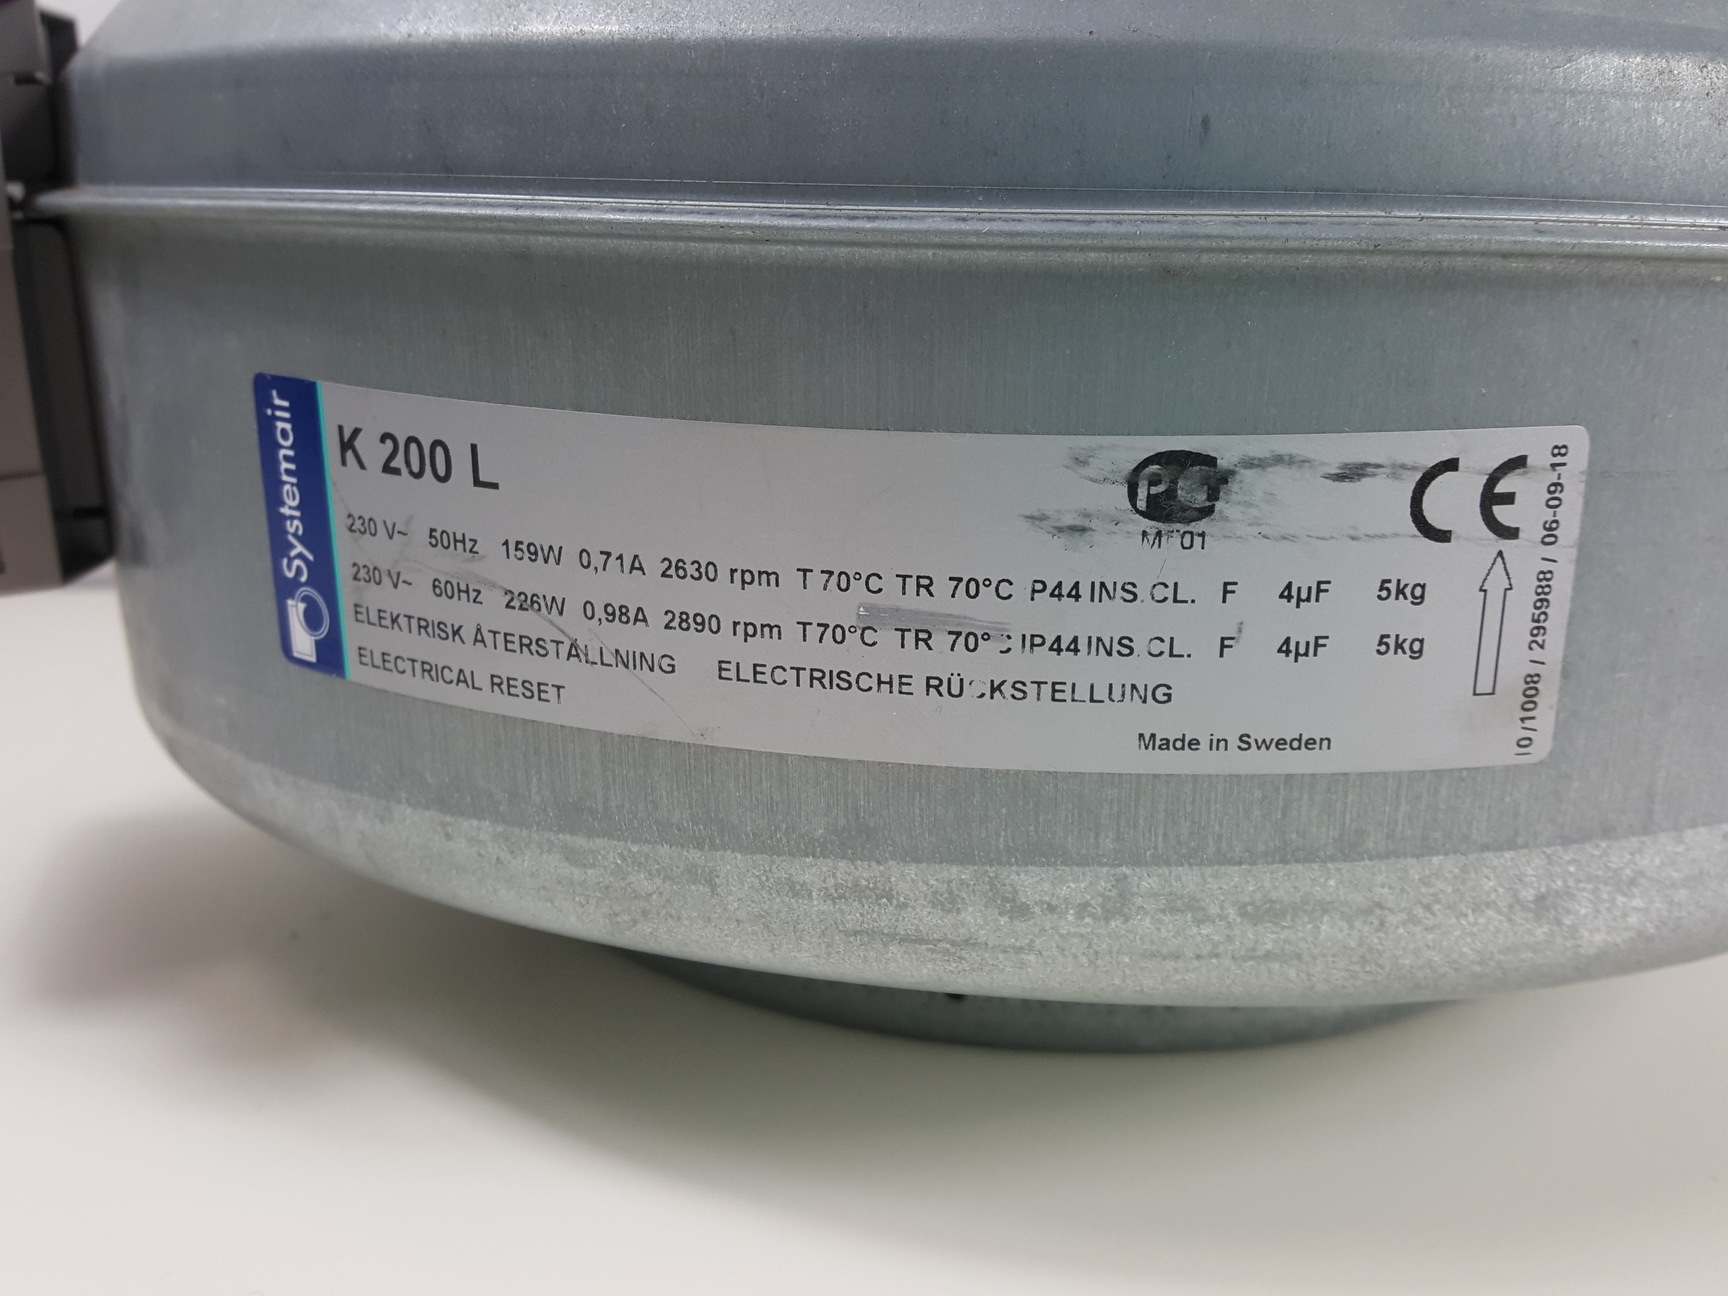 Systemair
K 200 L
230 V~ 50Hz 159W 0,71A 2630 rpm T 70°C TR 70°C P44 INS.CL. F 4µF 5kg
230 V~ 60Hz 226W 0,98A 2890 rpm T70°C TR 70° IP44 INS.CL. F 4µF 5kg
ELEKTRISK ÅTERSTÄLLNING ELECTRISCHE RÜCKSTELLUNG
ELECTRICAL RESET
Made in Sweden
CE
10/1008 / 295988 / 06-09-18